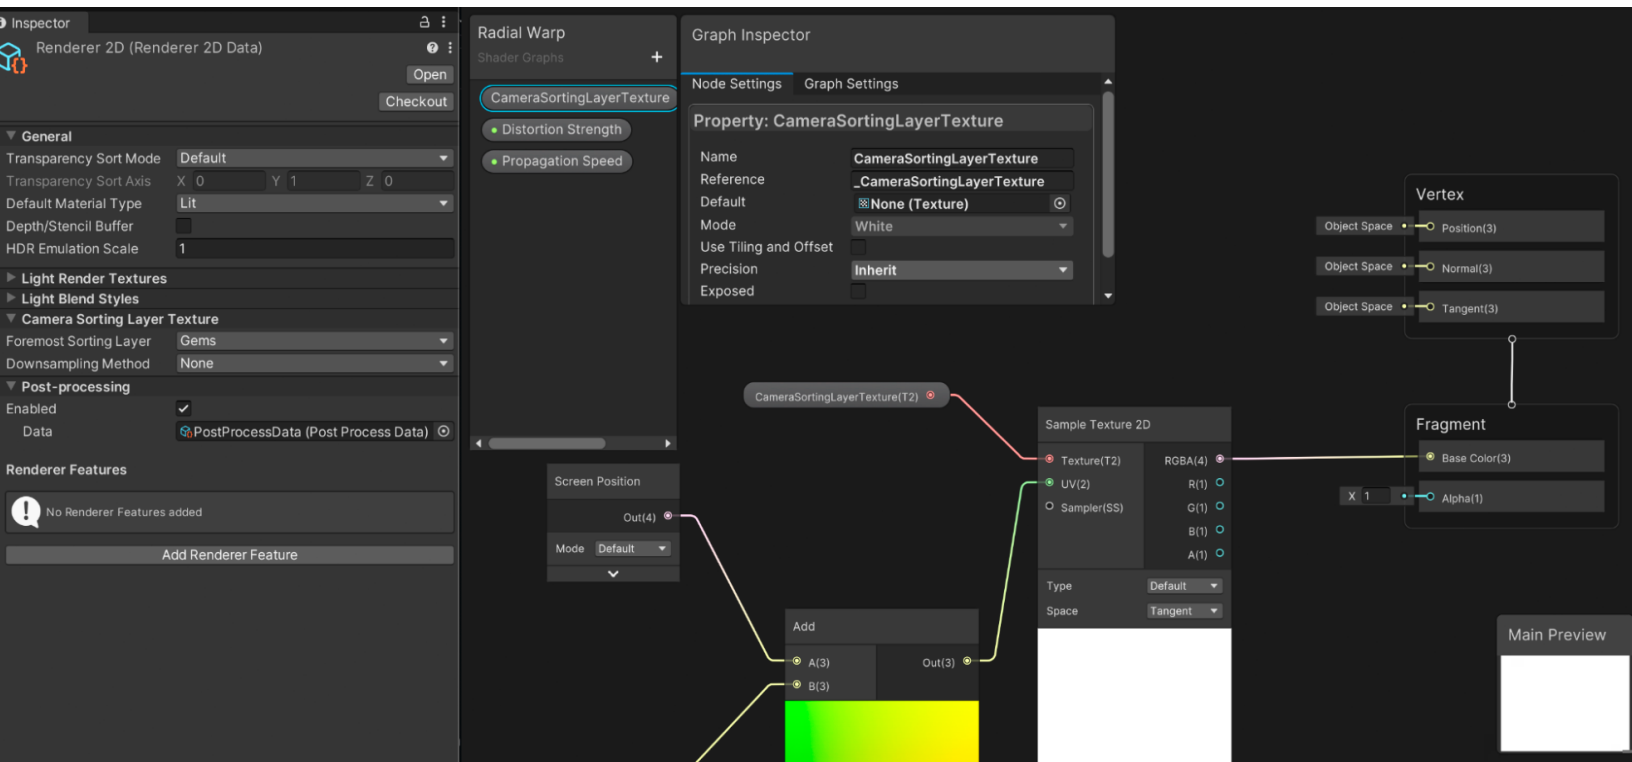 Inspector
Renderer 2D (Renderer 2D Data)
Open
Checkout
General
Transparency Sort Mode Default
Transparency Sort Axis X 0 Y 1 Z 0
Default Material Type Lit
Depth/Stencil Buffer
HDR Emulation Scale 1
Light Render Textures
Light Blend Styles
Camera Sorting Layer Texture
Foremost Sorting Layer Gems
Downsampling Method None
Post-processing
Enabled
Data PostProcessData (Post Process Data)
Renderer Features
No Renderer Features added
Add Renderer Feature
Radial Warp
Shader Graphs
+
CameraSortingLayerTexture
Distortion Strength
Propagation Speed
Graph Inspector
Node Settings Graph Settings
Property: CameraSortingLayerTexture
Name CameraSortingLayerTexture
Reference _CameraSortingLayerTexture
Default None (Texture)
Mode White
Use Tiling and Offset
Precision Inherit
Exposed
CameraSortingLayerTexture(T2)
Screen Position
Out(4)
Mode Default
Add
A(3) Out(3)
B(3)
Sample Texture 2D
Texture(T2) RGBA(4)
UV(2) R(1)
Sampler(SS) G(1)
B(1)
A(1)
Type Default
Space Tangent
Vertex
Object Space Position(3)
Object Space Normal(3)
Object Space Tangent(3)
Fragment
Base Color(3)
X 1 Alpha(1)
Main Preview